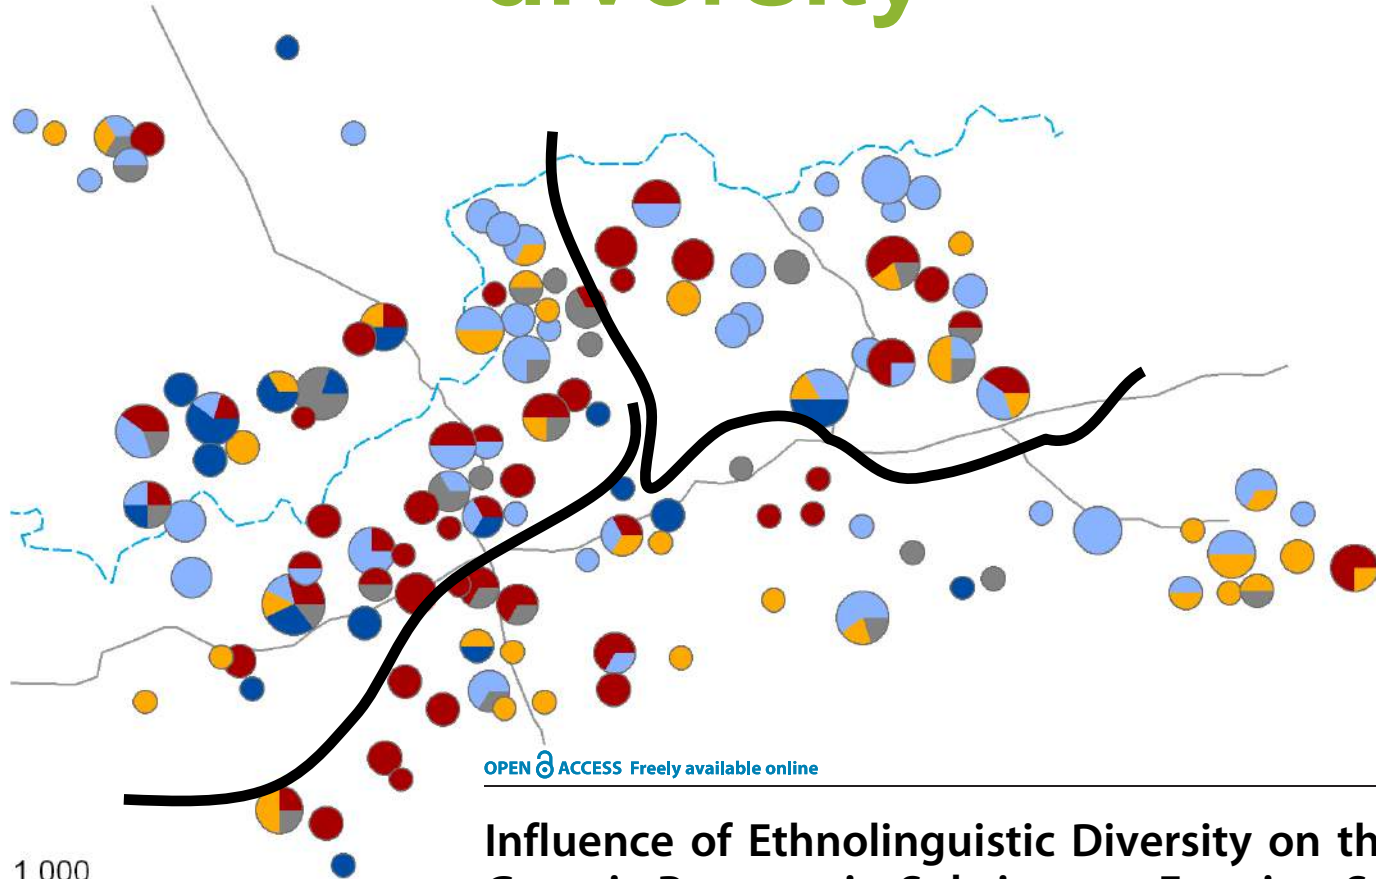 diversity
OPEN ACCESS Freely available online
Influence of Ethnolinguistic Diversity on th
1 000